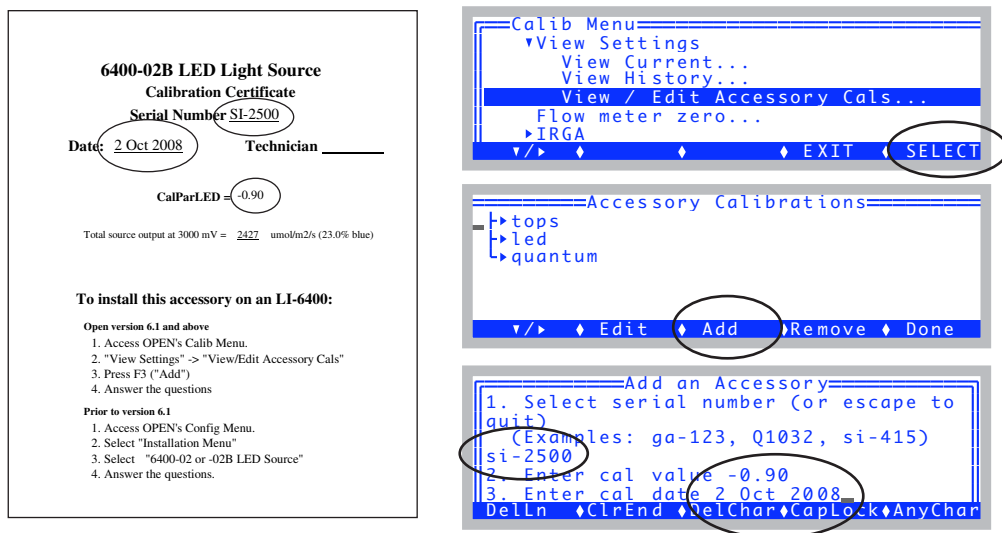 6400-02B LED Light Source
Calibration Certificate
Serial Number SI-2500
Date: 2 Oct 2008 Technician
CalParLED = -0.90
Total source output at 3000 mV = 2427 umol/m2/s (23.0% blue)
To install this accessory on an LI-6400:
Open version 6.1 and above
1. Access OPEN's Calib Menu.
2. "View Settings" -> "View/Edit Accessory Cals"
3. Press F3 ("Add")
4. Answer the questions
Prior to version 6.1
1. Access OPEN's Config Menu.
2. Select "Installation Menu"
3. Select "6400-02 or -02B LED Source"
4. Answer the questions.
Calib Menu
▾View Settings
View Current...
View History...
View / Edit Accessory Cals...
Flow meter zero...
▸IRGA
▾/▸ ♦ ♦ ♦ EXIT ♦ SELECT
Accessory Calibrations
▸tops
▸led
▸quantum
▾/▸ ♦ Edit ♦ Add ♦Remove ♦ Done
Add an Accessory
1. Select serial number (or escape to
quit)
(Examples: ga-123, Q1032, si-415)
si-2500
2. Enter cal value -0.90
3. Enter cal date 2 Oct 2008
DelLn ♦ClrEnd ♦DelChar♦CapLock♦AnyChar